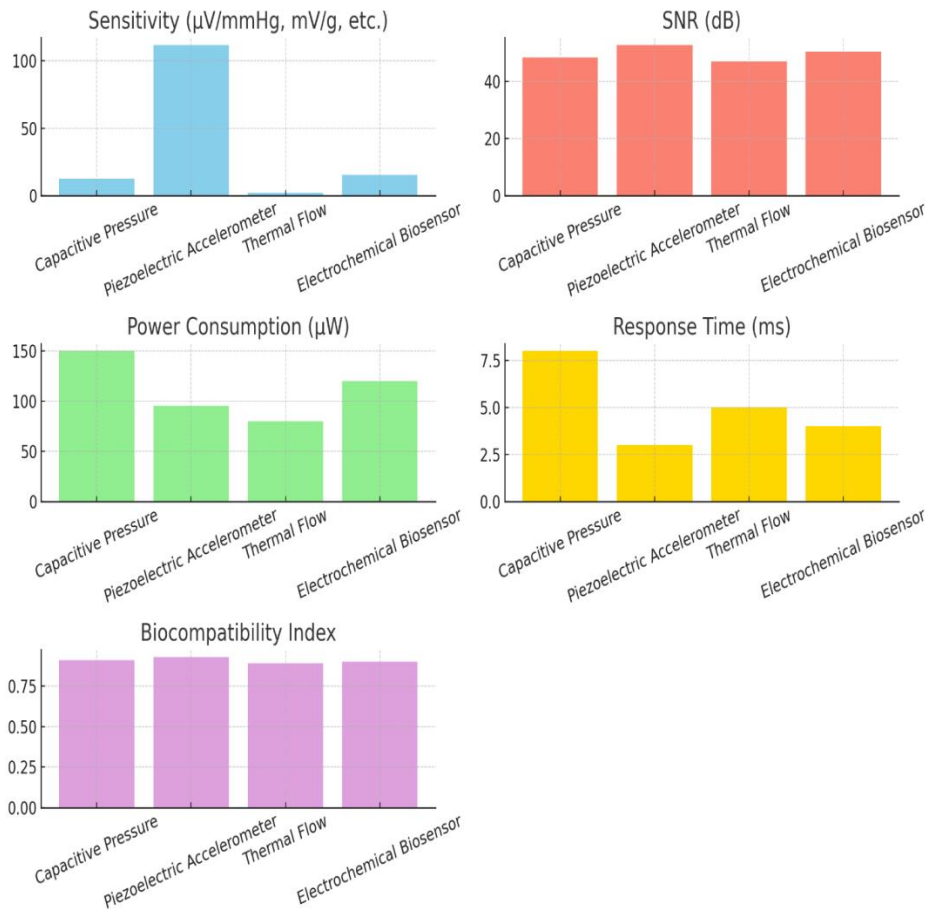 Sensitivity (µV/mmHg, mV/g, etc.)
100
50
0
Capacitive Pressure
Piezoelectric Accelerometer
Thermal Flow
Electrochemical Biosensor
SNR (dB)
40
20
0
Capacitive Pressure
Piezoelectric Accelerometer
Thermal Flow
Electrochemical Biosensor
Power Consumption (µW)
150
100
50
0
Capacitive Pressure
Piezoelectric Accelerometer
Thermal Flow
Electrochemical Biosensor
Response Time (ms)
7.5
5.0
2.5
0.0
Capacitive Pressure
Piezoelectric Accelerometer
Thermal Flow
Electrochemical Biosensor
Biocompatibility Index
0.75
0.50
0.25
0.00
Capacitive Pressure
Piezoelectric Accelerometer
Thermal Flow
Electrochemical Biosensor